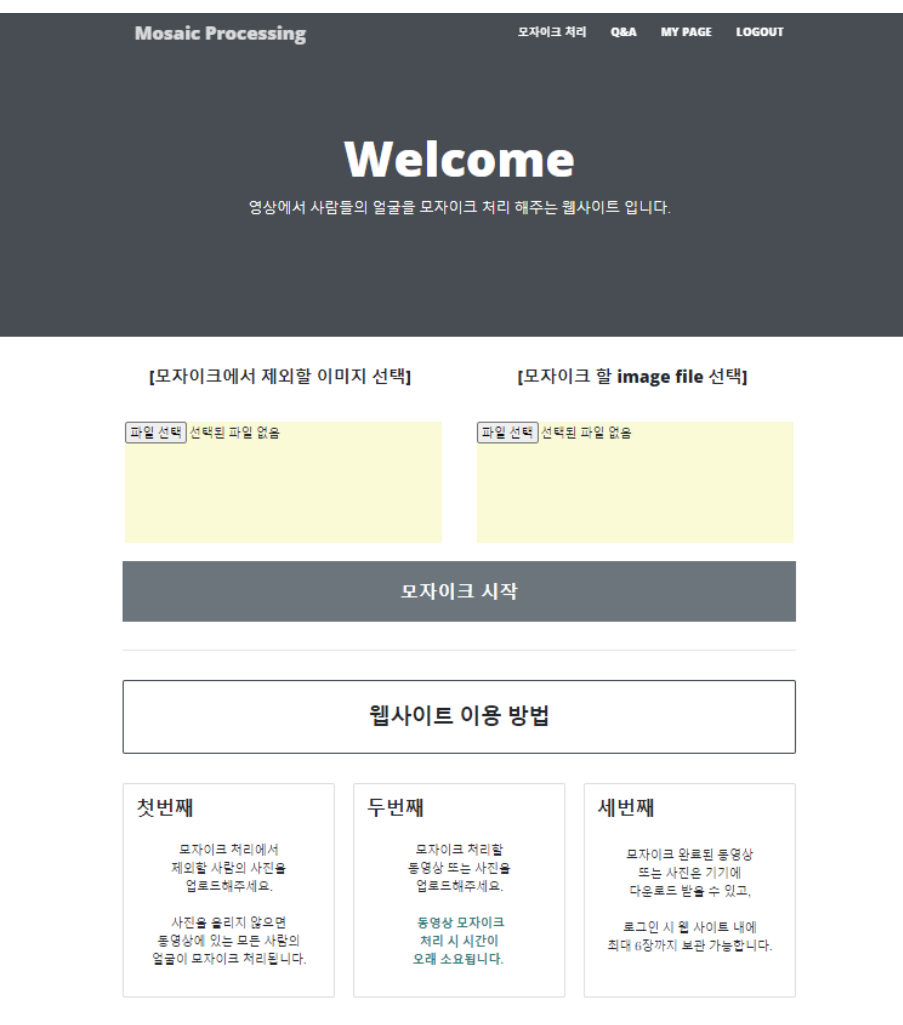 Mosaic Processing
모자이크 처리 Q&A MY PAGE LOGOUT
Welcome
영상에서 사람들의 얼굴을 모자이크 처리 해주는 웹사이트 입니다.
[모자이크에서 제외할 이미지 선택]
[모자이크 할 image file 선택]
파일 선택 선택된 파일 없음
파일 선택 선택된 파일 없음
모자이크 시작
웹사이트 이용 방법
첫번째
모자이크 처리에서
제외할 사람의 사진을
업로드해주세요.
사진을 올리지 않으면
동영상에 있는 모든 사람의
얼굴이 모자이크 처리됩니다.
두번째
모자이크 처리할
동영상 또는 사진을
업로드해주세요.
동영상 모자이크
처리 시 시간이
오래 소요됩니다.
세번째
모자이크 완료된 동영상
또는 사진은 기기에
다운로드 받을 수 있고,
로그인 시 웹 사이트 내에
최대 6장까지 보관 가능합니다.